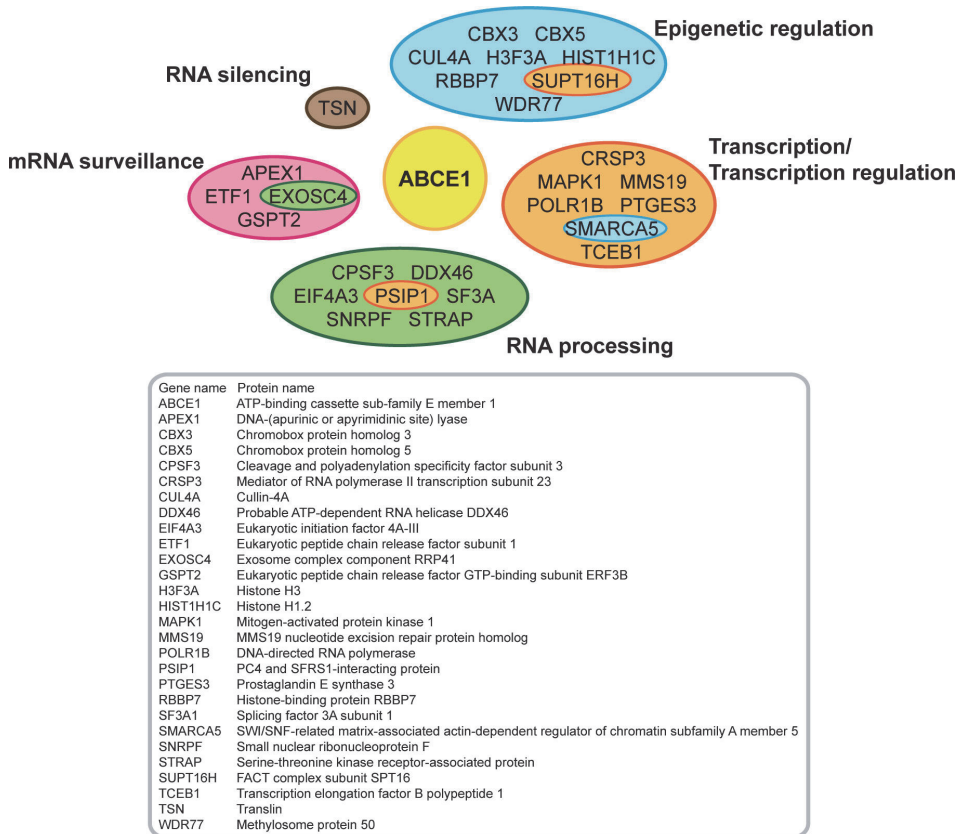 Epigenetic regulation
CBX3 CBX5
CUL4A H3F3A HIST1H1C
RBBP7 SUPT16H
WDR77
RNA silencing
TSN
mRNA surveillance
APEX1
ETF1 EXOSC4
GSPT2
ABCE1
Transcription/
Transcription regulation
CRSP3
MAPK1 MMS19
POLR1B PTGES3
SMARCA5
TCEB1
CPSF3 DDX46
EIF4A3 PSIP1 SF3A
SNRPF STRAP
RNA processing
Gene name Protein name
ABCE1 ATP-binding cassette sub-family E member 1
APEX1 DNA-(apurinic or apyrimidinic site) lyase
CBX3 Chromobox protein homolog 3
CBX5 Chromobox protein homolog 5
CPSF3 Cleavage and polyadenylation specificity factor subunit 3
CRSP3 Mediator of RNA polymerase II transcription subunit 23
CUL4A Cullin-4A
DDX46 Probable ATP-dependent RNA helicase DDX46
EIF4A3 Eukaryotic initiation factor 4A-III
ETF1 Eukaryotic peptide chain release factor subunit 1
EXOSC4 Exosome complex component RRP41
GSPT2 Eukaryotic peptide chain release factor GTP-binding subunit ERF3B
H3F3A Histone H3
HIST1H1C Histone H1.2
MAPK1 Mitogen-activated protein kinase 1
MMS19 MMS19 nucleotide excision repair protein homolog
POLR1B DNA-directed RNA polymerase
PSIP1 PC4 and SFRS1-interacting protein
PTGES3 Prostaglandin E synthase 3
RBBP7 Histone-binding protein RBBP7
SF3A1 Splicing factor 3A subunit 1
SMARCA5 SWI/SNF-related matrix-associated actin-dependent regulator of chromatin subfamily A member 5
SNRPF Small nuclear ribonucleoprotein F
STRAP Serine-threonine kinase receptor-associated protein
SUPT16H FACT complex subunit SPT16
TCEB1 Transcription elongation factor B polypeptide 1
TSN Translin
WDR77 Methylosome protein 50